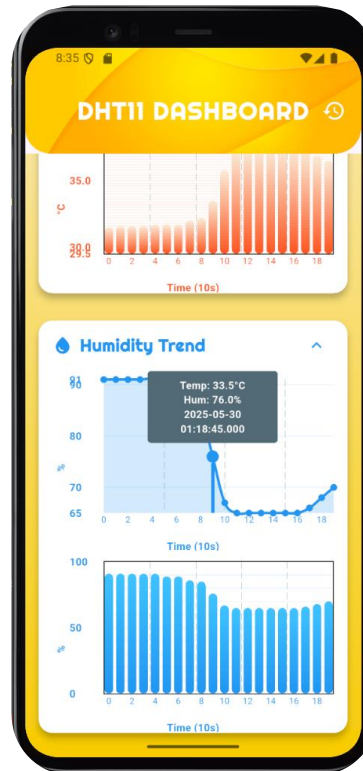 8:35
DHT11 DASHBOARD
35.0
°C
30.0
29.5
0 2 4 6 8 10 12 14 16 18
Time (10s)
Humidity Trend
91
90
Temp: 33.5°C
Hum: 76.0%
2025-05-30
01:18:45.000
80
%
70
65
0 2 4 6 8 10 12 14 16 18
Time (10s)
100
50
%
0
0 2 4 6 8 10 12 14 16 18
Time (10s)